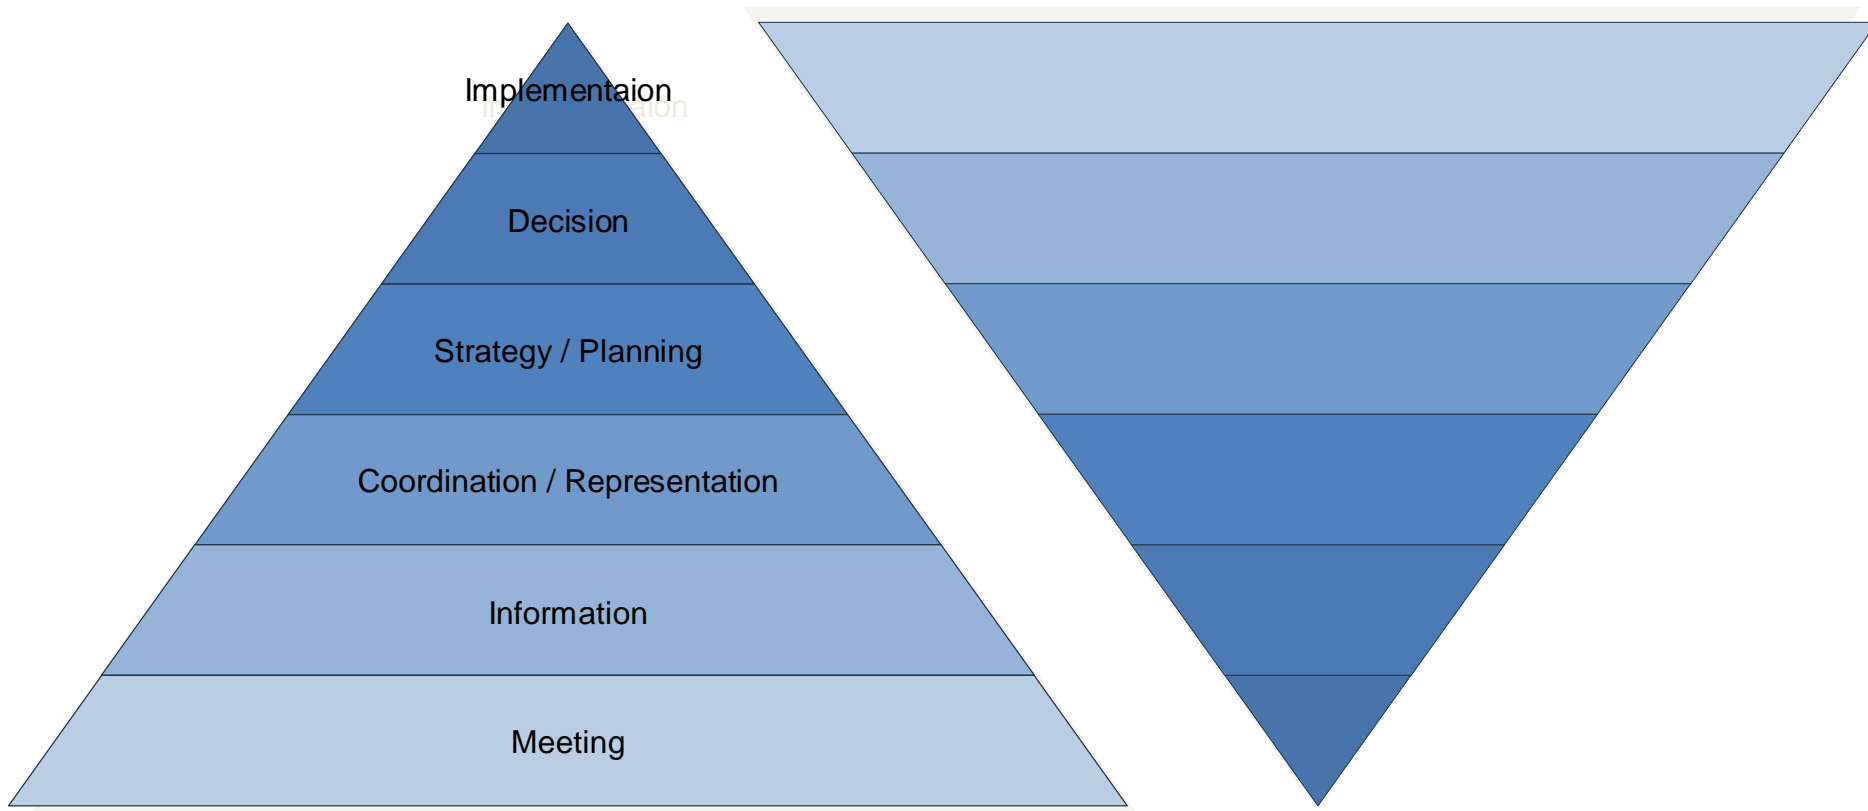 Implementaion
Decision
Strategy / Planning
Coordination / Representation
Information
Meeting